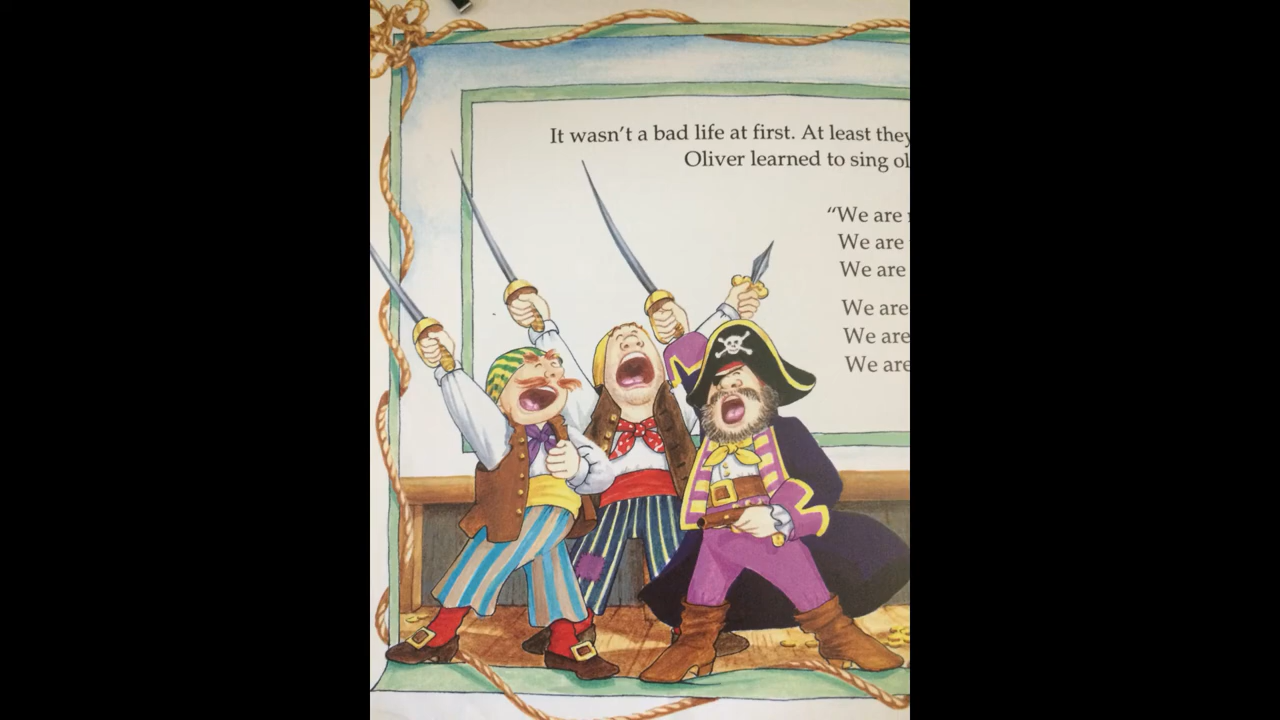 It wasn't a bad life at first. At least they
Oliver learned to sing
"We are
We are
We are
We are
We are
We are